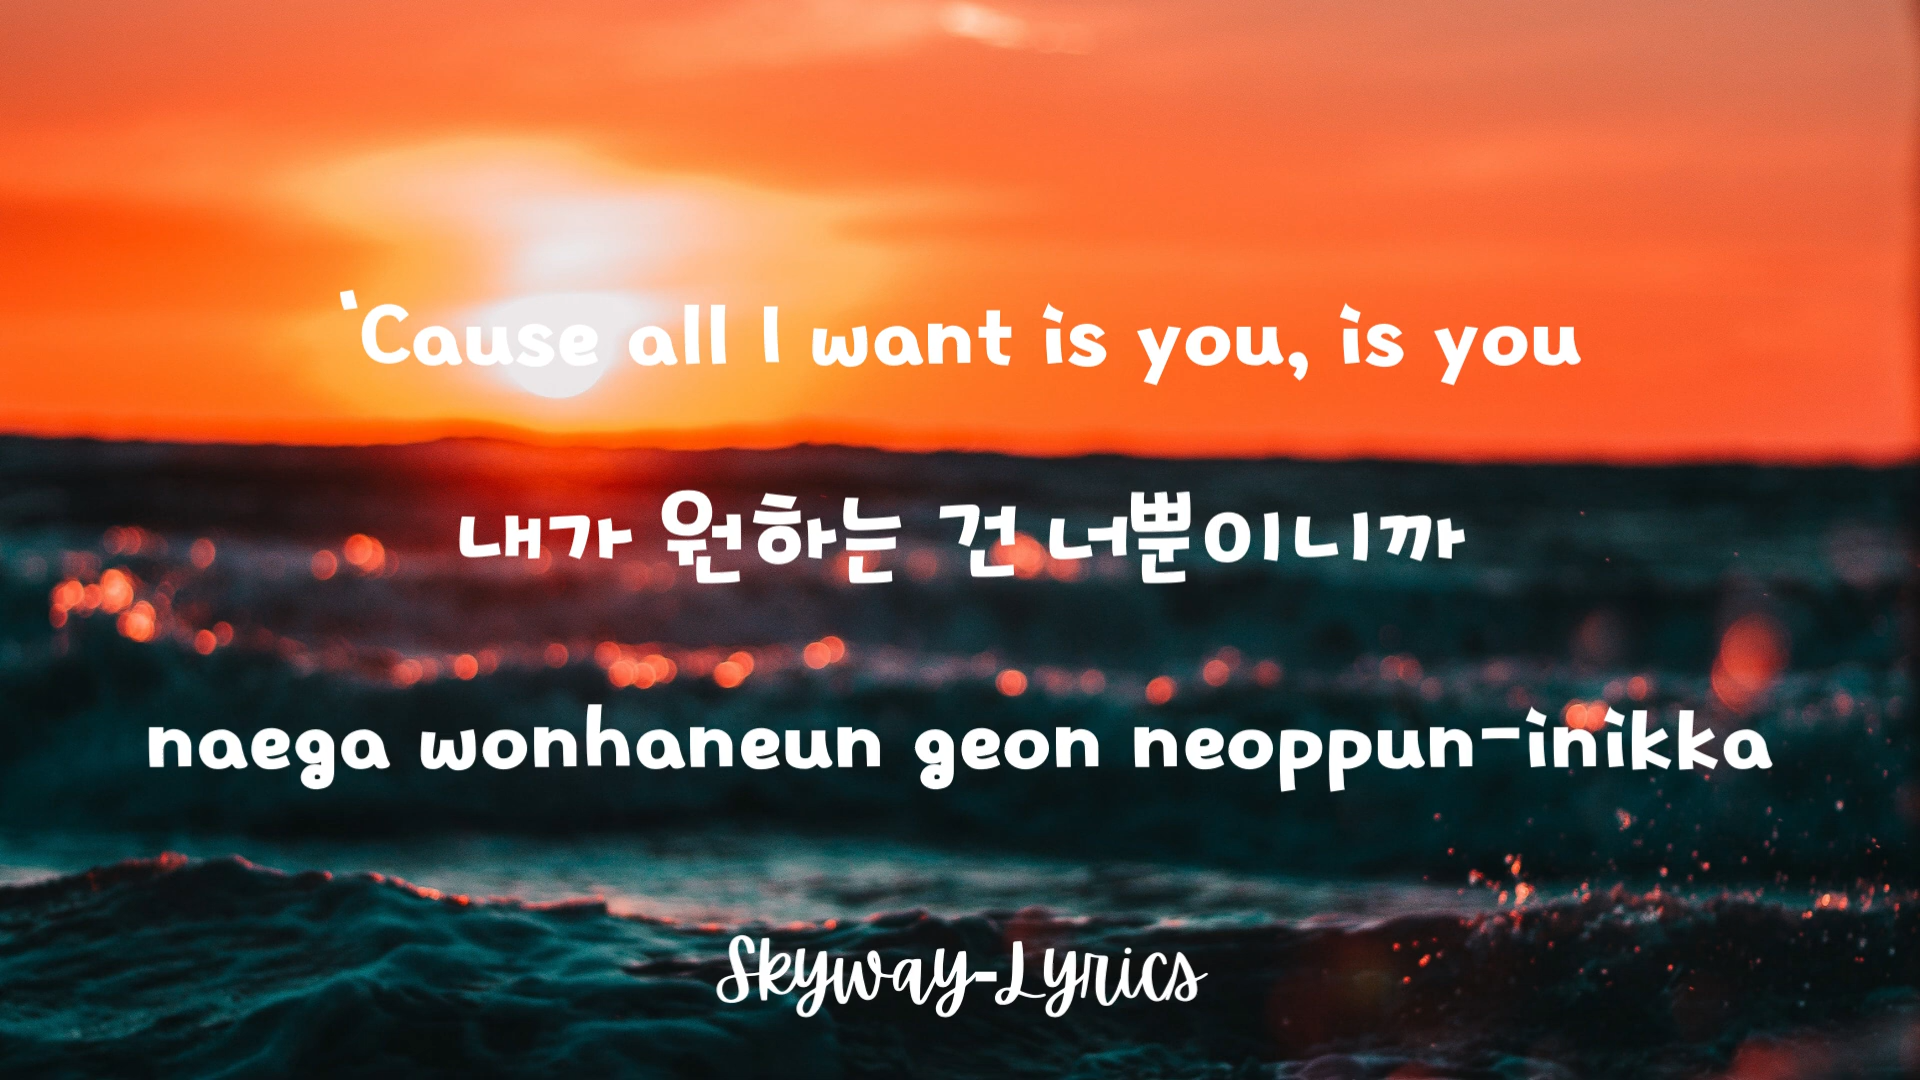 'Cause all I want is you, is you
내가 원하는 건 너뿐이니까
naega wonhaneun geon neoppun-inikka
Skyway-Lyrics